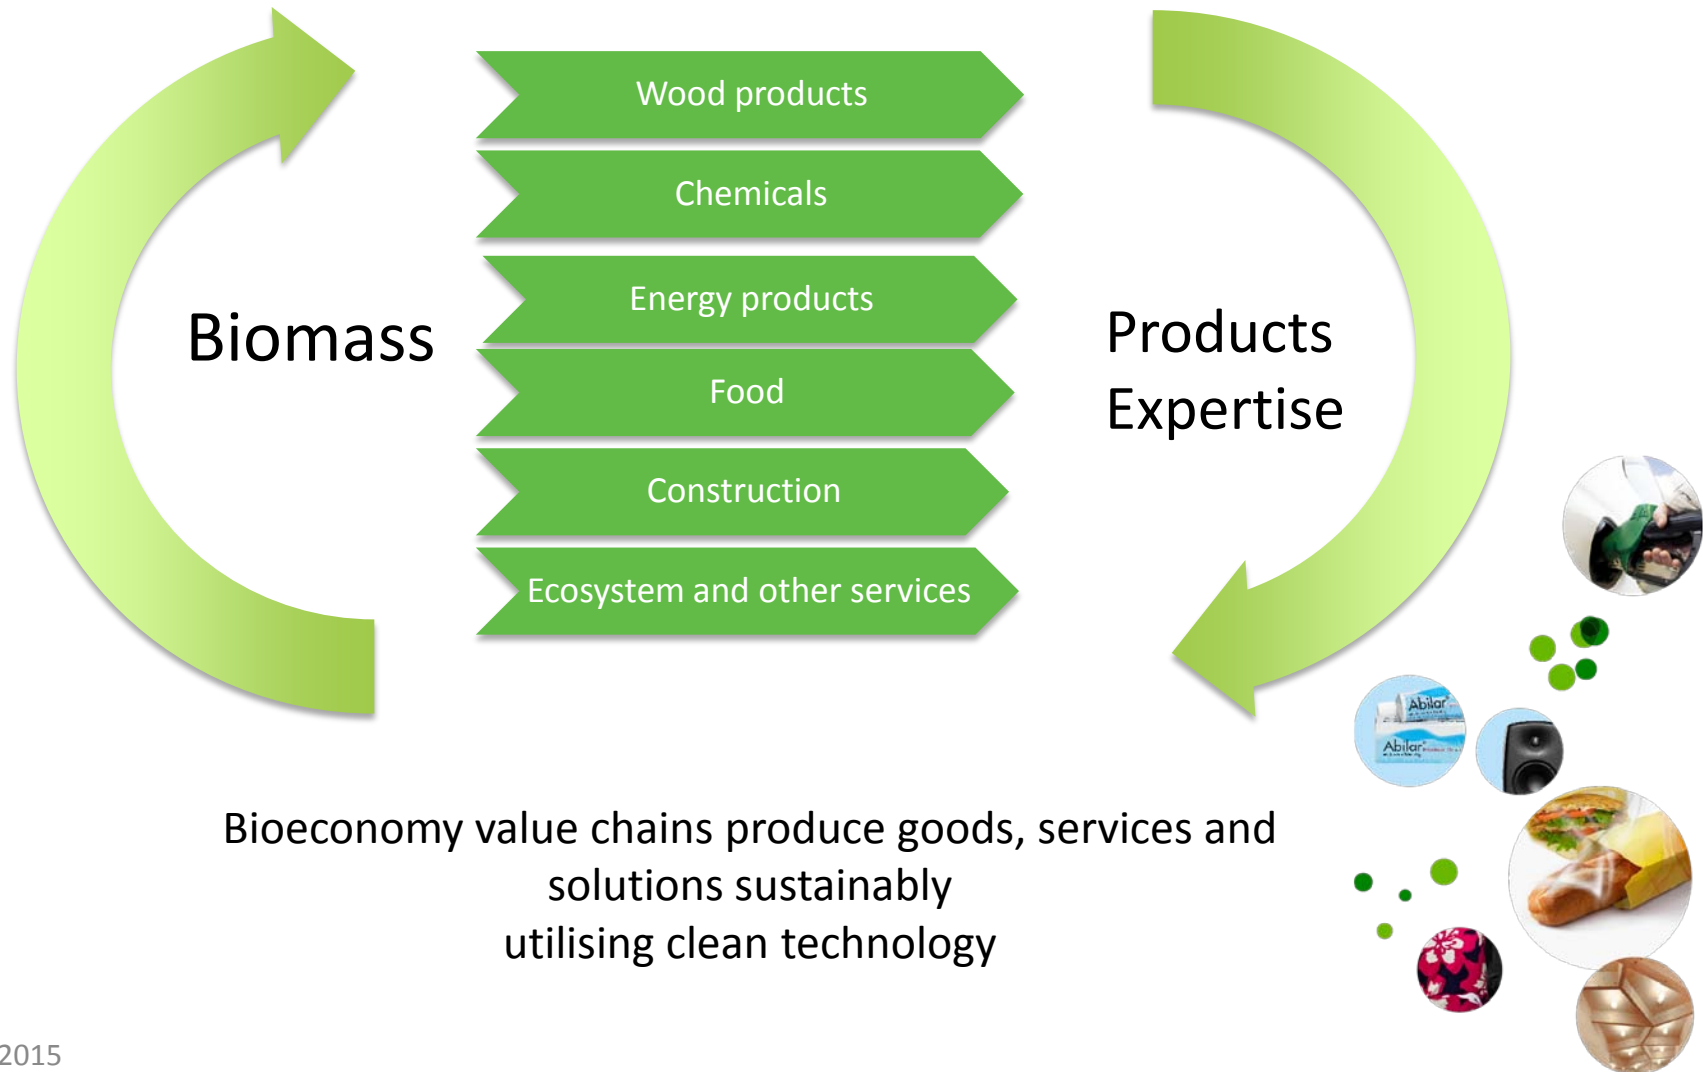 Wood products
Chemicals
Energy products
Food
Construction
Ecosystem and other services
Biomass
Products
Expertise
Abilar
Abilar
Bioeconomy value chains produce goods, services and
solutions sustainably
utilising clean technology
2015